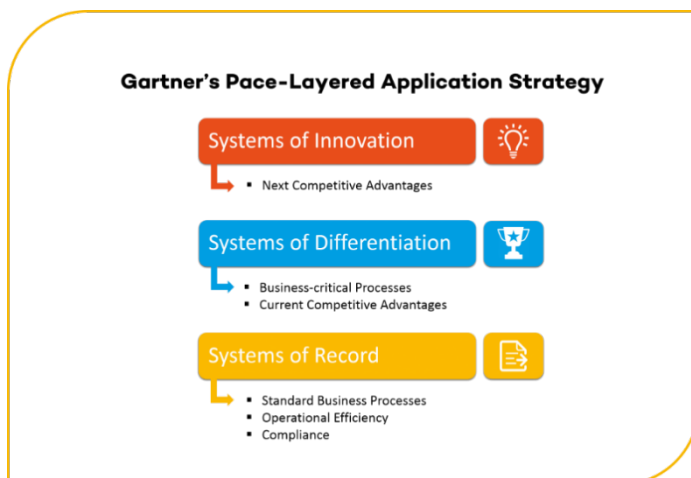 Gartner's Pace-Layered Application Strategy
Systems of Innovation
▪ Next Competitive Advantages
Systems of Differentiation
▪ Business-critical Processes
▪ Current Competitive Advantages
Systems of Record
▪ Standard Business Processes
▪ Operational Efficiency
▪ Compliance